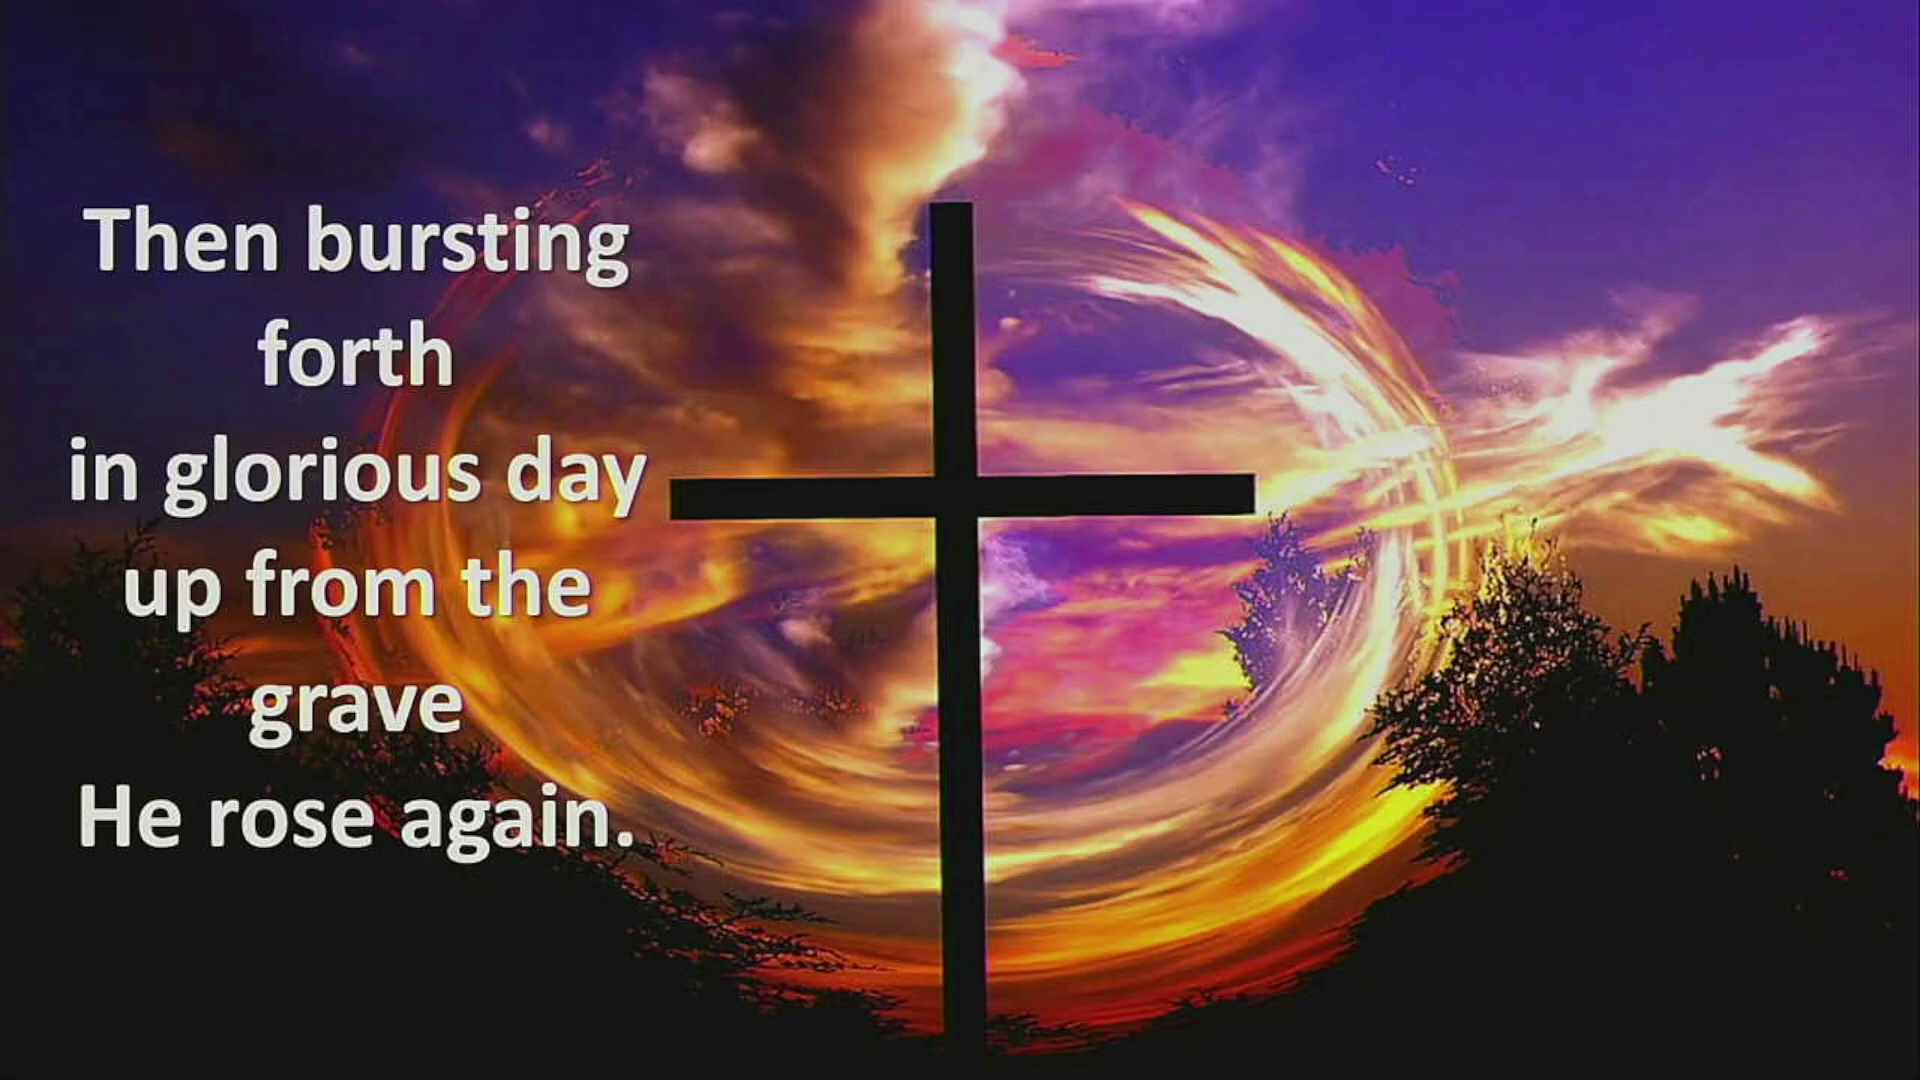 Then bursting
forth
in glorious day
up from the
grave
He rose again.